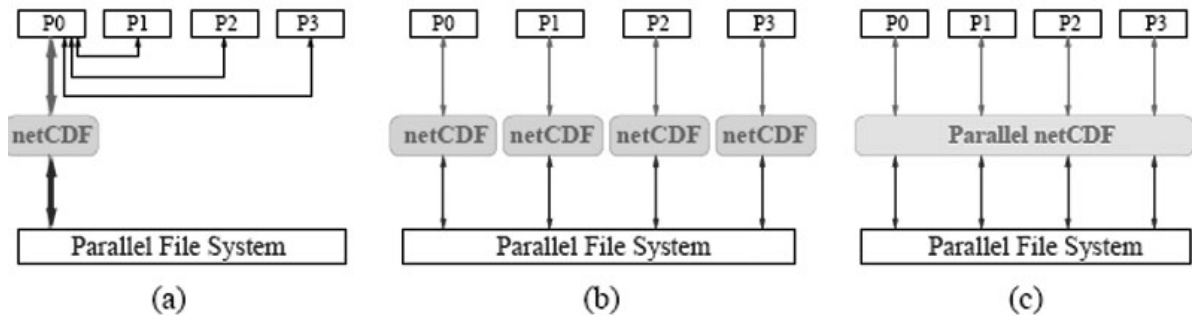 P0 P1 P2 P3
netCDF
Parallel File System
(a)
P0 P1 P2 P3
netCDF netCDF netCDF netCDF
Parallel File System
(b)
P0 P1 P2 P3
Parallel netCDF
Parallel File System
(c)